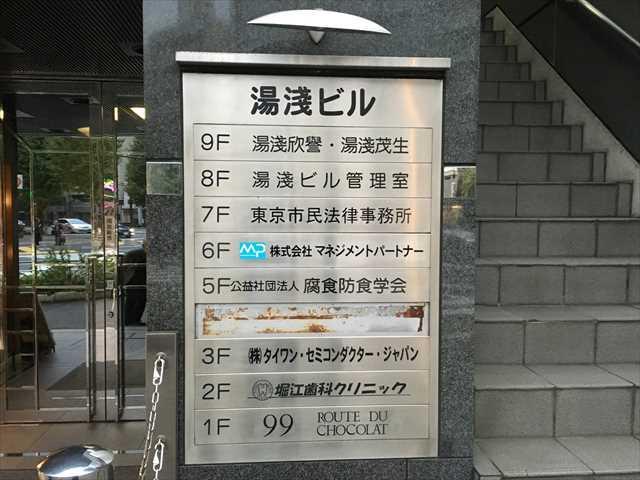 湯淺ビル
9F 湯淺欣譽・湯淺茂生
8F 湯淺ビル管理室
7F 東京市民法律事務所
6F MP 株式会社 マネジメントパートナー
5F 公益社団法人 腐食防食学会
3F ㈱タイワン・セミコンダクター・ジャパン
2F 堀江歯科クリニック
1F 99 ROUTE DU CHOCOLAT